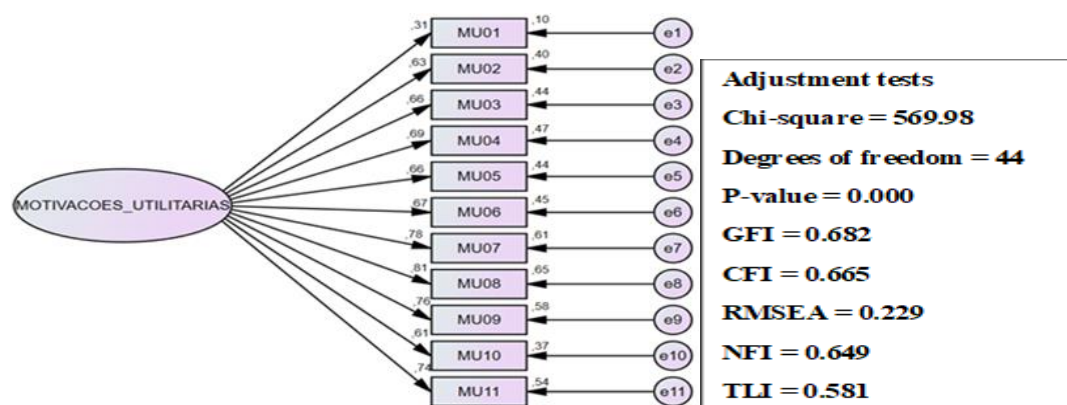 ,31 MU01 ,10 e1
,63 MU02 ,40 e2
,66 MU03 ,44 e3
,69 MU04 ,47 e4
,66 MU05 ,44 e5
MOTIVACOES_UTILITARIAS
,67 MU06 ,45 e6
,78 MU07 ,61 e7
,81 MU08 ,65 e8
,76 MU09 ,58 e9
,61 MU10 ,37 e10
,74 MU11 ,54 e11
Adjustment tests
Chi-square = 569.98
Degrees of freedom = 44
P-value = 0.000
GFI = 0.682
CFI = 0.665
RMSEA = 0.229
NFI = 0.649
TLI = 0.581